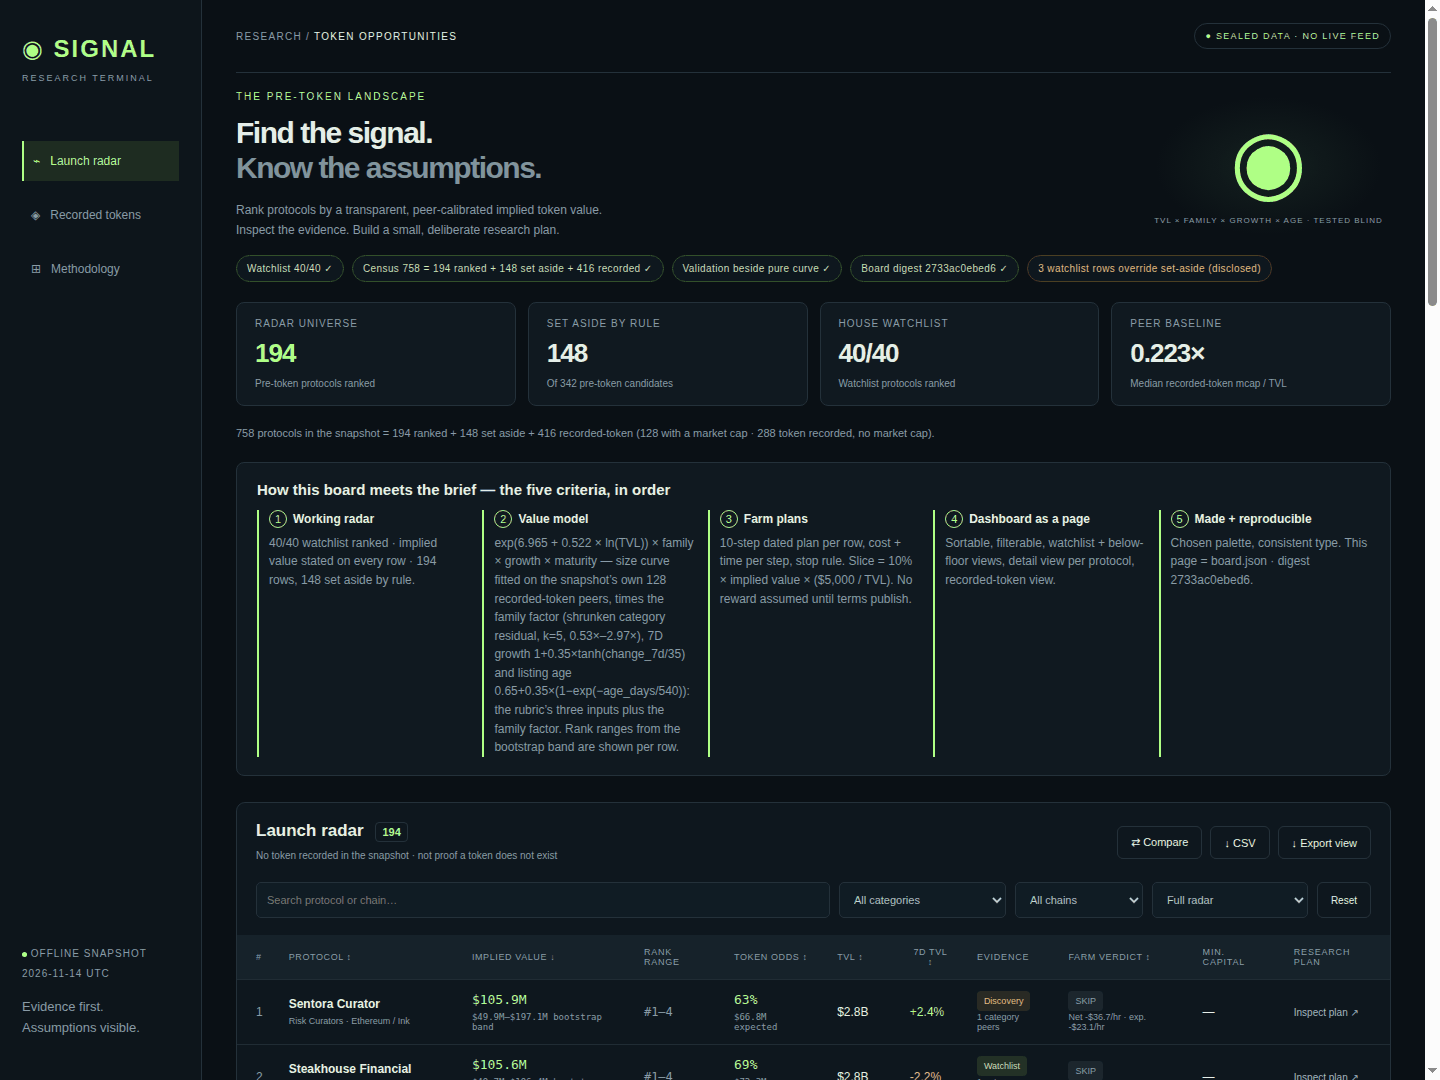 ◉ SIGNAL
RESEARCH TERMINAL
⌁ Launch radar
◈ Recorded tokens
⊞ Methodology
● OFFLINE SNAPSHOT
2026-11-14 UTC
Evidence first.
Assumptions visible.
RESEARCH / TOKEN OPPORTUNITIES
● SEALED DATA · NO LIVE FEED
THE PRE-TOKEN LANDSCAPE
Find the signal.
Know the assumptions.
Rank protocols by a transparent, peer-calibrated implied token value.
Inspect the evidence. Build a small, deliberate research plan.
TVL × FAMILY × GROWTH × AGE · TESTED BLIND
Watchlist 40/40 ✓
Census 758 = 194 ranked + 148 set aside + 416 recorded ✓
Validation beside pure curve ✓
Board digest 2733ac0ebed6 ✓
3 watchlist rows override set-aside (disclosed)
RADAR UNIVERSE
194
Pre-token protocols ranked
SET ASIDE BY RULE
148
Of 342 pre-token candidates
HOUSE WATCHLIST
40/40
Watchlist protocols ranked
PEER BASELINE
0.223×
Median recorded-token mcap / TVL
758 protocols in the snapshot = 194 ranked + 148 set aside + 416 recorded-token (128 with a market cap · 288 token recorded, no market cap).
How this board meets the brief — the five criteria, in order
1 Working radar
40/40 watchlist ranked · implied
value stated on every row · 194
rows, 148 set aside by rule.
2 Value model
exp(6.965 + 0.522 × ln(TVL)) × family
× growth × maturity — size curve
fitted on the snapshot's own 128
recorded-token peers, times the
family factor (shrunken category
residual, k=5, 0.53×–2.97×), 7D
growth 1+0.35×tanh(change_7d/35)
and listing age
0.65+0.35×(1−exp(−age_days/540)):
the rubric's three inputs plus the
family factor. Rank ranges from the
bootstrap band are shown per row.
3 Farm plans
10-step dated plan per row, cost +
time per step, stop rule. Slice = 10%
× implied value × ($5,000 / TVL). No
reward assumed until terms publish.
4 Dashboard as a page
Sortable, filterable, watchlist + below-
floor views, detail view per protocol,
recorded-token view.
5 Made + reproducible
Chosen palette, consistent type. This
page = board.json · digest
2733ac0ebed6.
Launch radar 194
No token recorded in the snapshot · not proof a token does not exist
⇄ Compare
↓ CSV
↓ Export view
Search protocol or chain…
All categories
All chains
Full radar
Reset
# PROTOCOL ↕ IMPLIED VALUE ↓ RANK RANGE TOKEN ODDS ↕ TVL ↕ 7D TVL ↕ EVIDENCE FARM VERDICT ↕ MIN. CAPITAL RESEARCH PLAN
1 Sentora Curator $105.9M #1–4 63% $2.8B +2.4% Discovery SKIP — Inspect plan ↗
Risk Curators · Ethereum / Ink $49.9M–$197.1M bootstrap band $66.8M expected 1 category peers Net -$36.7/hr · exp. -$23.1/hr
2 Steakhouse Financial $105.6M #1–4 69% $2.8B -2.2% Watchlist SKIP — Inspect plan ↗